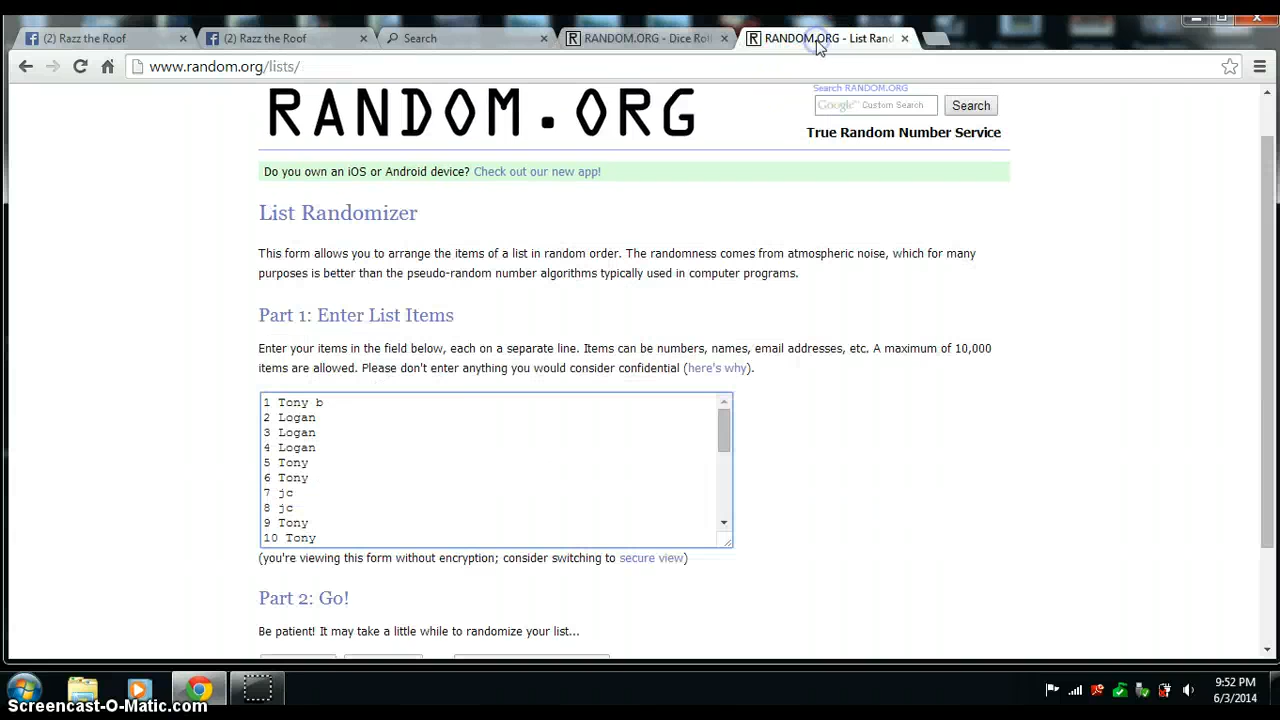 (2) Razz the Roof
(2) Razz the Roof
Search
RANDOM.ORG - Dice Roll
RANDOM.ORG - List Rand
www.random.org/lists/
RANDOM.ORG
Search RANDOM.ORG
Google™ Custom Search
Search
True Random Number Service
Do you own an iOS or Android device? Check out our new app!
List Randomizer
This form allows you to arrange the items of a list in random order. The randomness comes from atmospheric noise, which for many
purposes is better than the pseudo-random number algorithms typically used in computer programs.
Part 1: Enter List Items
Enter your items in the field below, each on a separate line. Items can be numbers, names, email addresses, etc. A maximum of 10,000
items are allowed. Please don't enter anything you would consider confidential (here's why).
1 Tony b
2 Logan
3 Logan
4 Logan
5 Tony
6 Tony
7 jc
8 jc
9 Tony
10 Tony
(you're viewing this form without encryption; consider switching to secure view)
Part 2: Go!
Be patient! It may take a little while to randomize your list...
9:52 PM
6/3/2014
Screencast-O-Matic.com